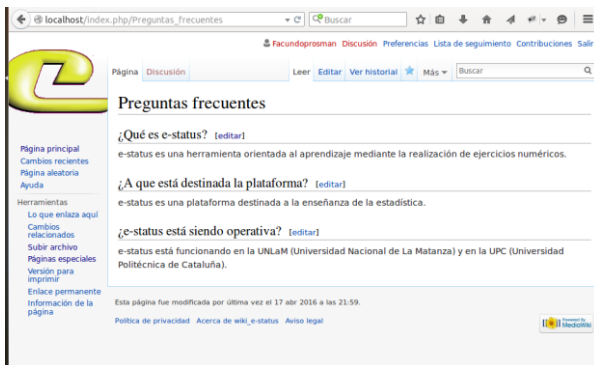 localhost/index.php/Preguntas_frecuentes
Buscar
Facundoprosman Discusión Preferencias Lista de seguimiento Contribuciones Salir
Página Discusión Leer Editar Ver historial Más Buscar
Preguntas frecuentes
¿Qué es e-status? [editar]
e-status es una herramienta orientada al aprendizaje mediante la realización de ejercicios numéricos.
¿A que está destinada la plataforma? [editar]
e-status es una plataforma destinada a la enseñanza de la estadística.
¿e-status está siendo operativa? [editar]
e-status está funcionando en la UNLaM (Universidad Nacional de La Matanza) y en la UPC (Universidad
Politécnica de Cataluña).
Esta página fue modificada por última vez el 17 abr 2016 a las 21:59.
Política de privacidad Acerca de wiki_e-status Aviso legal
Powered By
MediaWiki
Página principal
Cambios recientes
Página aleatoria
Ayuda
Herramientas
Lo que enlaza aquí
Cambios
relacionados
Subir archivo
Páginas especiales
Versión para
imprimir
Enlace permanente
Información de la
página